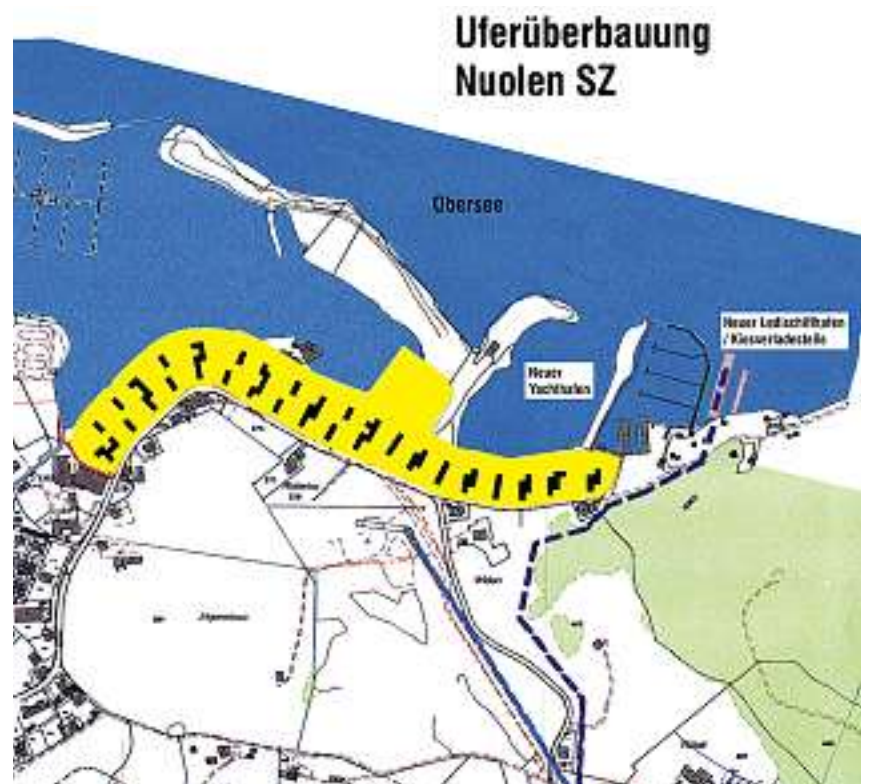 Uferüberbauung
Nuolen SZ
Obersee
Neuer Ledischiffhafen
/ Kiesverladestelle
Neuer
Yachthafen